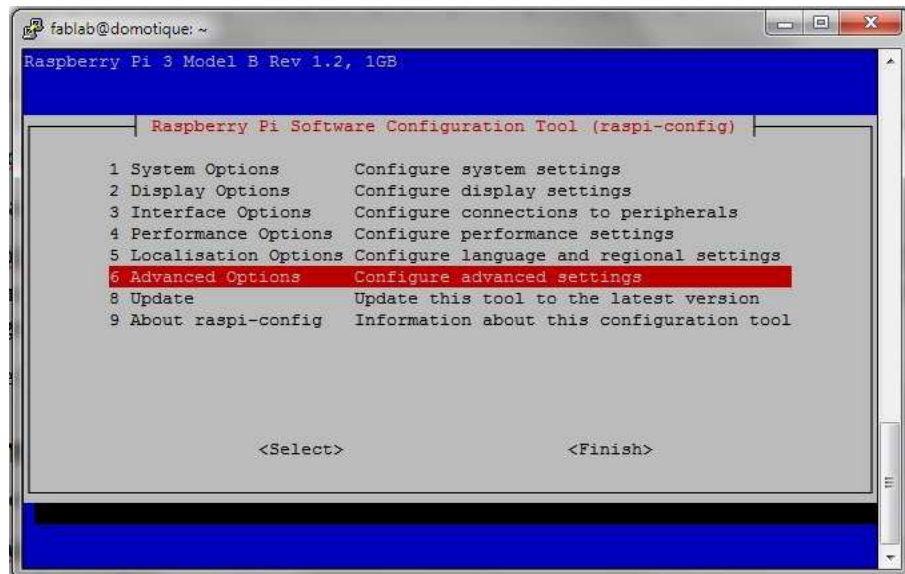 fablab@domotique: ~
Raspberry Pi 3 Model B Rev 1.2, 1GB
Raspberry Pi Software Configuration Tool (raspi-config)
1 System Options Configure system settings
2 Display Options Configure display settings
3 Interface Options Configure connections to peripherals
4 Performance Options Configure performance settings
5 Localisation Options Configure language and regional settings
6 Advanced Options Configure advanced settings
8 Update Update this tool to the latest version
9 About raspi-config Information about this configuration tool
<Select> <Finish>